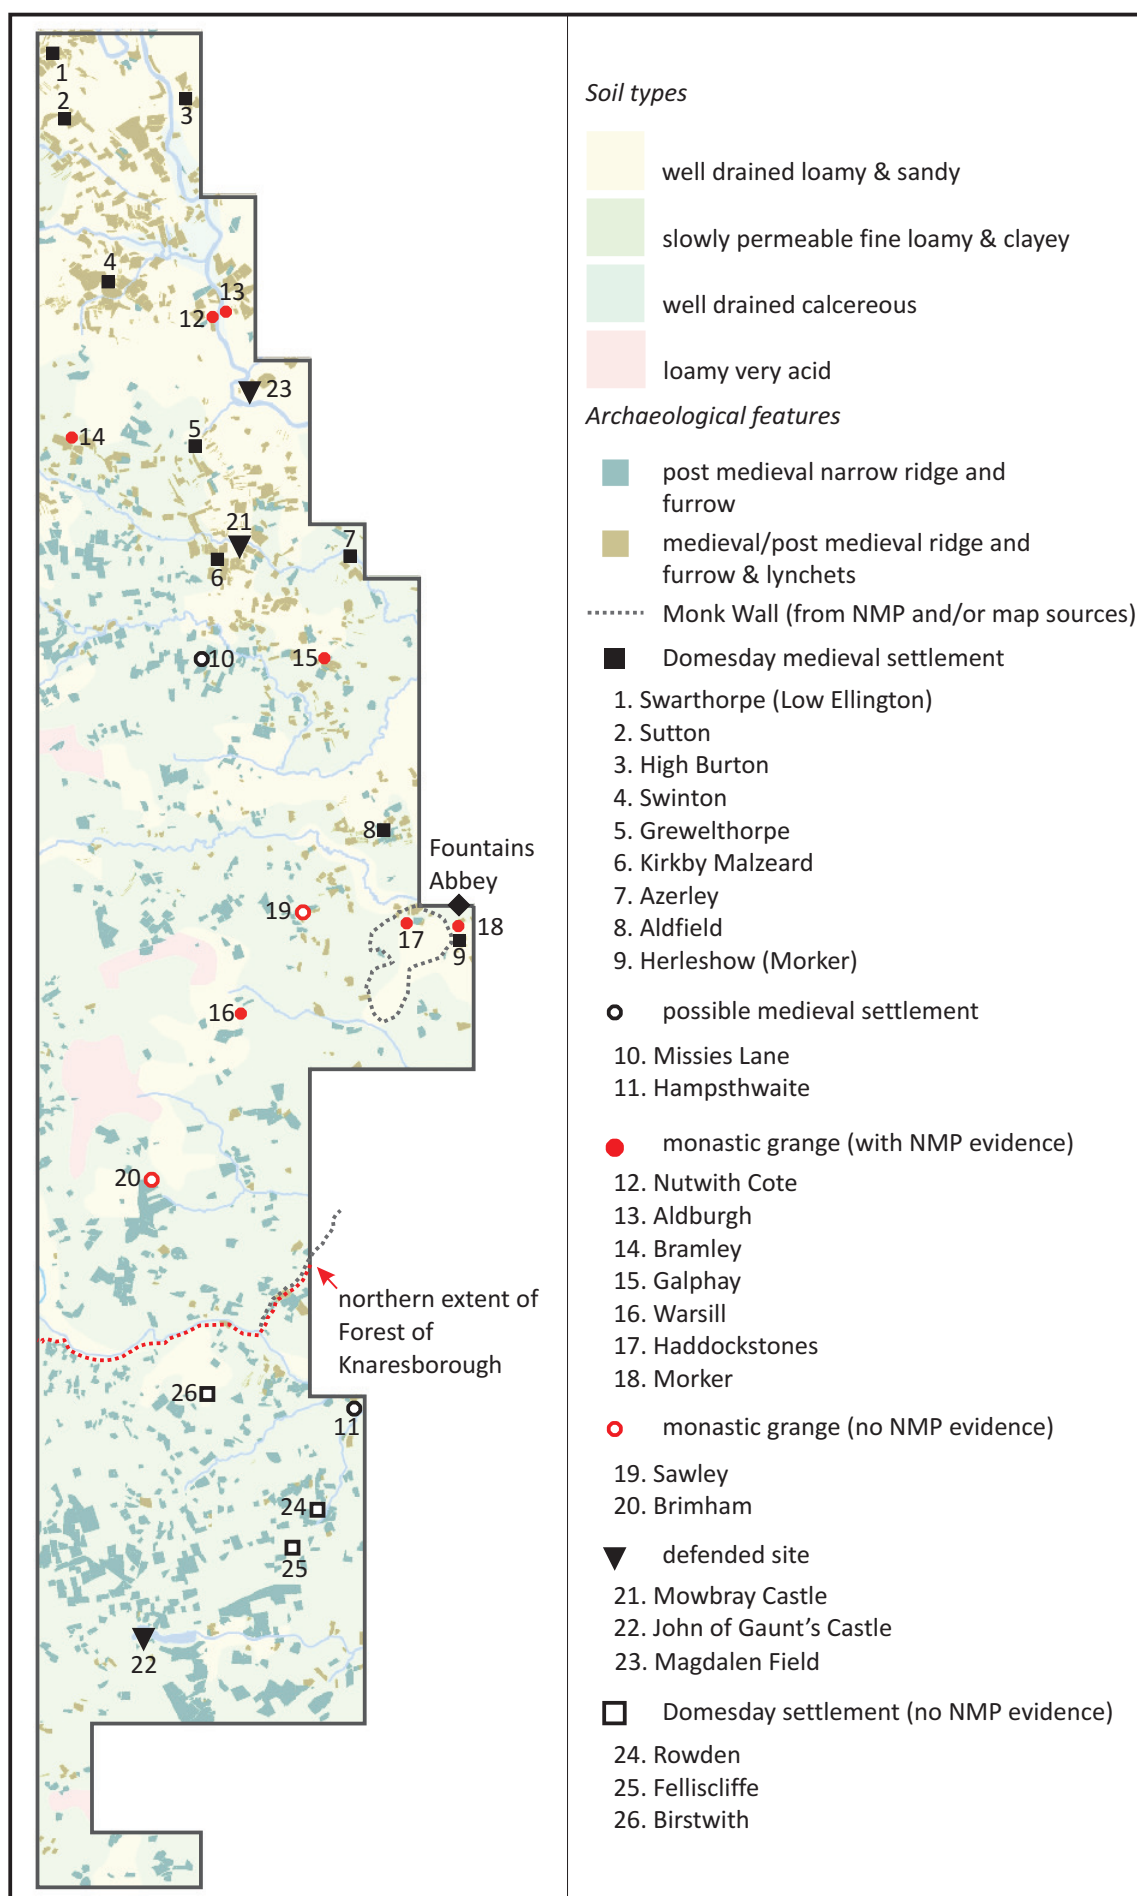 1
2
3
4
13
12
23
14
5
21
7
6
10
15
8
Fountains
Abbey
19
17
18
9
16
20
northern extent of
Forest of
Knaresborough
26
11
24
25
22
Soil types
well drained loamy & sandy
slowly permeable fine loamy & clayey
well drained calcereous
loamy very acid
Archaeological features
post medieval narrow ridge and
furrow
medieval/post medieval ridge and
furrow & lynchets
Monk Wall (from NMP and/or map sources)
Domesday medieval settlement
1. Swarthorpe (Low Ellington)
2. Sutton
3. High Burton
4. Swinton
5. Grewelthorpe
6. Kirkby Malzeard
7. Azerley
8. Aldfield
9. Herleshow (Morker)
possible medieval settlement
10. Missies Lane
11. Hampsthwaite
monastic grange (with NMP evidence)
12. Nutwith Cote
13. Aldburgh
14. Bramley
15. Galphay
16. Warsill
17. Haddockstones
18. Morker
monastic grange (no NMP evidence)
19. Sawley
20. Brimham
defended site
21. Mowbray Castle
22. John of Gaunt's Castle
23. Magdalen Field
Domesday settlement (no NMP evidence)
24. Rowden
25. Felliscliffe
26. Birstwith